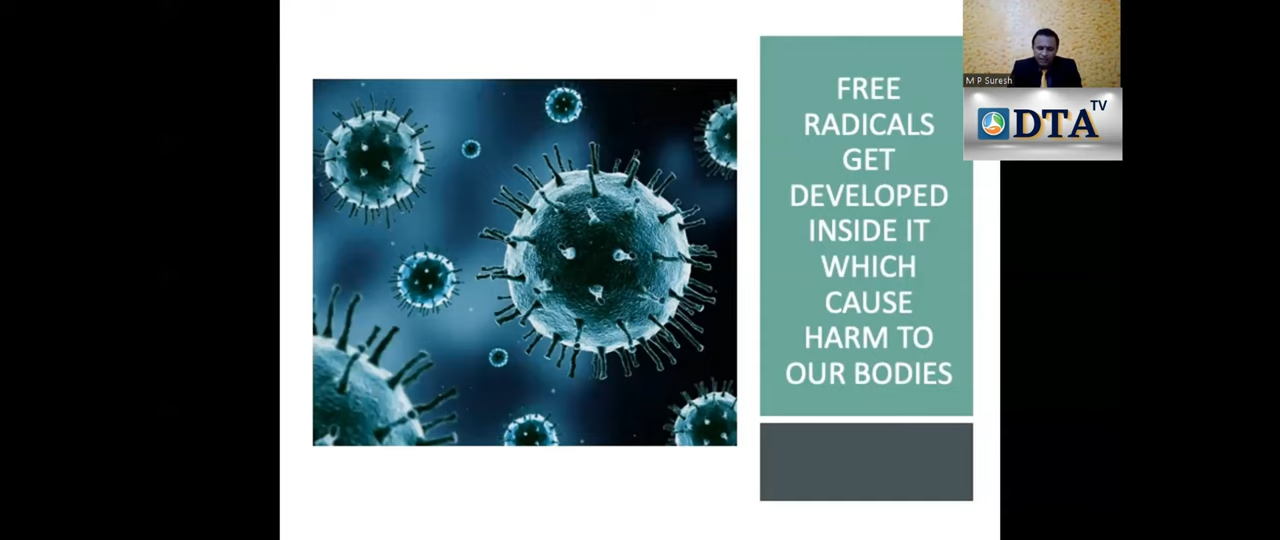 FREE
RADICALS
GET
DEVELOPED
INSIDE IT
WHICH
CAUSE
HARM TO
OUR BODIES
M P Suresh
DTA TV